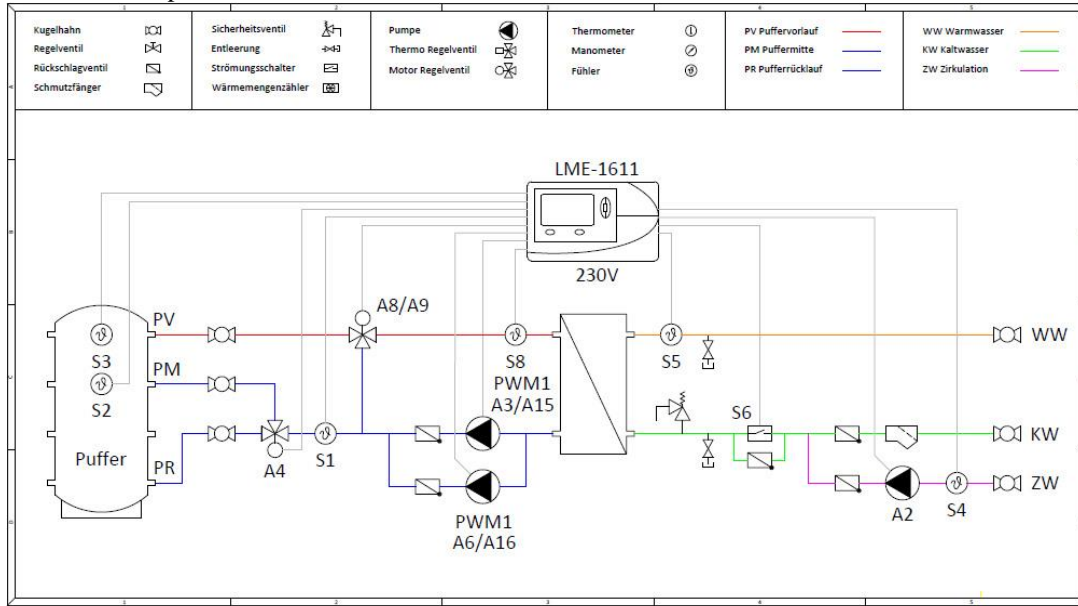 Kugelhahn
Regelventil
Rückschlagventil
Schmutzfänger
Sicherheitsventil
Entleerung
Strömungsschalter
Wärmemengenzähler
Pumpe
Thermo Regelventil
Motor Regelventil
Thermometer
Manometer
Fühler
PV Puffervorlauf
PM Puffermitte
PR Pufferrücklauf
WW Warmwasser
KW Kaltwasser
ZW Zirkulation
LME-1611
230V
A8/A9
PV
S3
S8
S5
WW
PM
S2
PWM1
A3/A15
S6
KW
Puffer
PR
A4
S1
ZW
PWM1
A6/A16
A2
S4